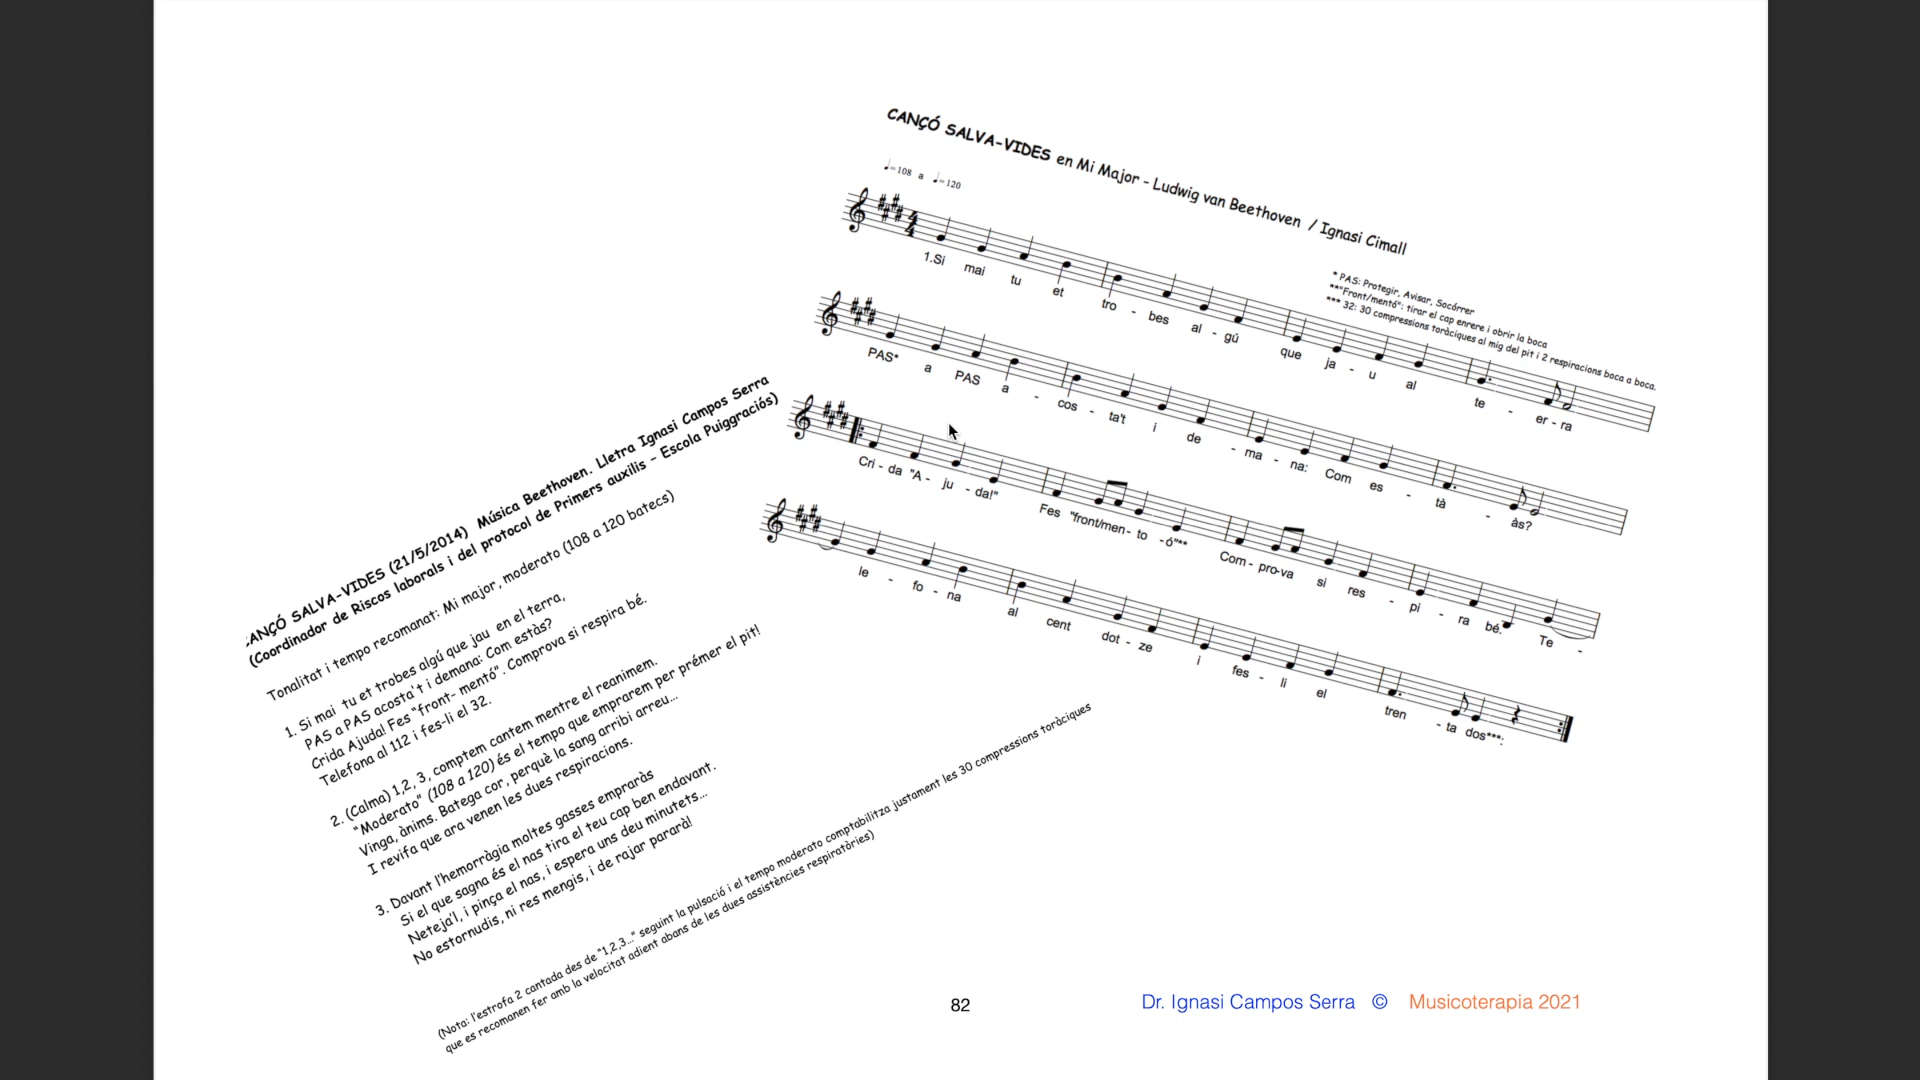 CANÇÓ SALVA-VIDES en Mi Major - Ludwig van Beethoven / Ignasi Cimall
♩=108 a ♩=120
* PAS: Protegir, Avisar, Socórrer
**"Front/mentó": tirar el cap enrere i obrir la boca
*** 32: 30 compressions toràciques al mig del pit i 2 respiracions boca a boca.
4 4
1.Si mai tu et tro - bes al - gú que ja - u al te - er - ra
PAS* a PAS a - cos - ta't i de - ma - na: Com es - tà - às?
Cri - da "A - ju - da!" Fes "front/men - to - ó"** Com - pro-va si res - pi - ra bé." Te -
le - fo - na al cent dot - ze i fes - li el tren - ta dos***:
ANÇÓ SALVA-VIDES (21/5/2014) Música Beethoven. Lletra Ignasi Campos Serra
(Coordinador de Riscos laborals i del protocol de Primers auxilis - Escola Puiggraciós)
Tonalitat i tempo recomanat: Mi major, moderato (108 a 120 batecs)
1. Si mai tu et trobes algú que jau en el terra,
PAS a PAS acosta't i demana: Com estàs?
Crida Ajuda! Fes "front- mentó". Comprova si respira bé.
Telefona al 112 i fes-li el 32.
2. (Calma) 1,2, 3, comptem cantem mentre el reanimem.
"Moderato" (108 a 120) és el tempo que emprarem per prémer el pit!
Vinga, ànims. Batega cor, perquè la sang arribi arreu...
I revifa que ara venen les dues respiracions.
3. Davant l'hemorràgia moltes gasses empraràs
Si el que sagna és el nas tira el teu cap ben endavant.
Neteja'l, i pinça el nas, i espera uns deu minutets...
No estornudis, ni res mengis, i de rajar pararà!
(Nota: l'estrofa 2 cantada des de "1,2,3..." seguint la pulsació i el tempo moderato comptabilitza justament les 30 compressions toràciques
que es recomanen fer amb la velocitat adient abans de les dues assistències respiratòries)
82
Dr. Ignasi Campos Serra © Musicoterapia 2021